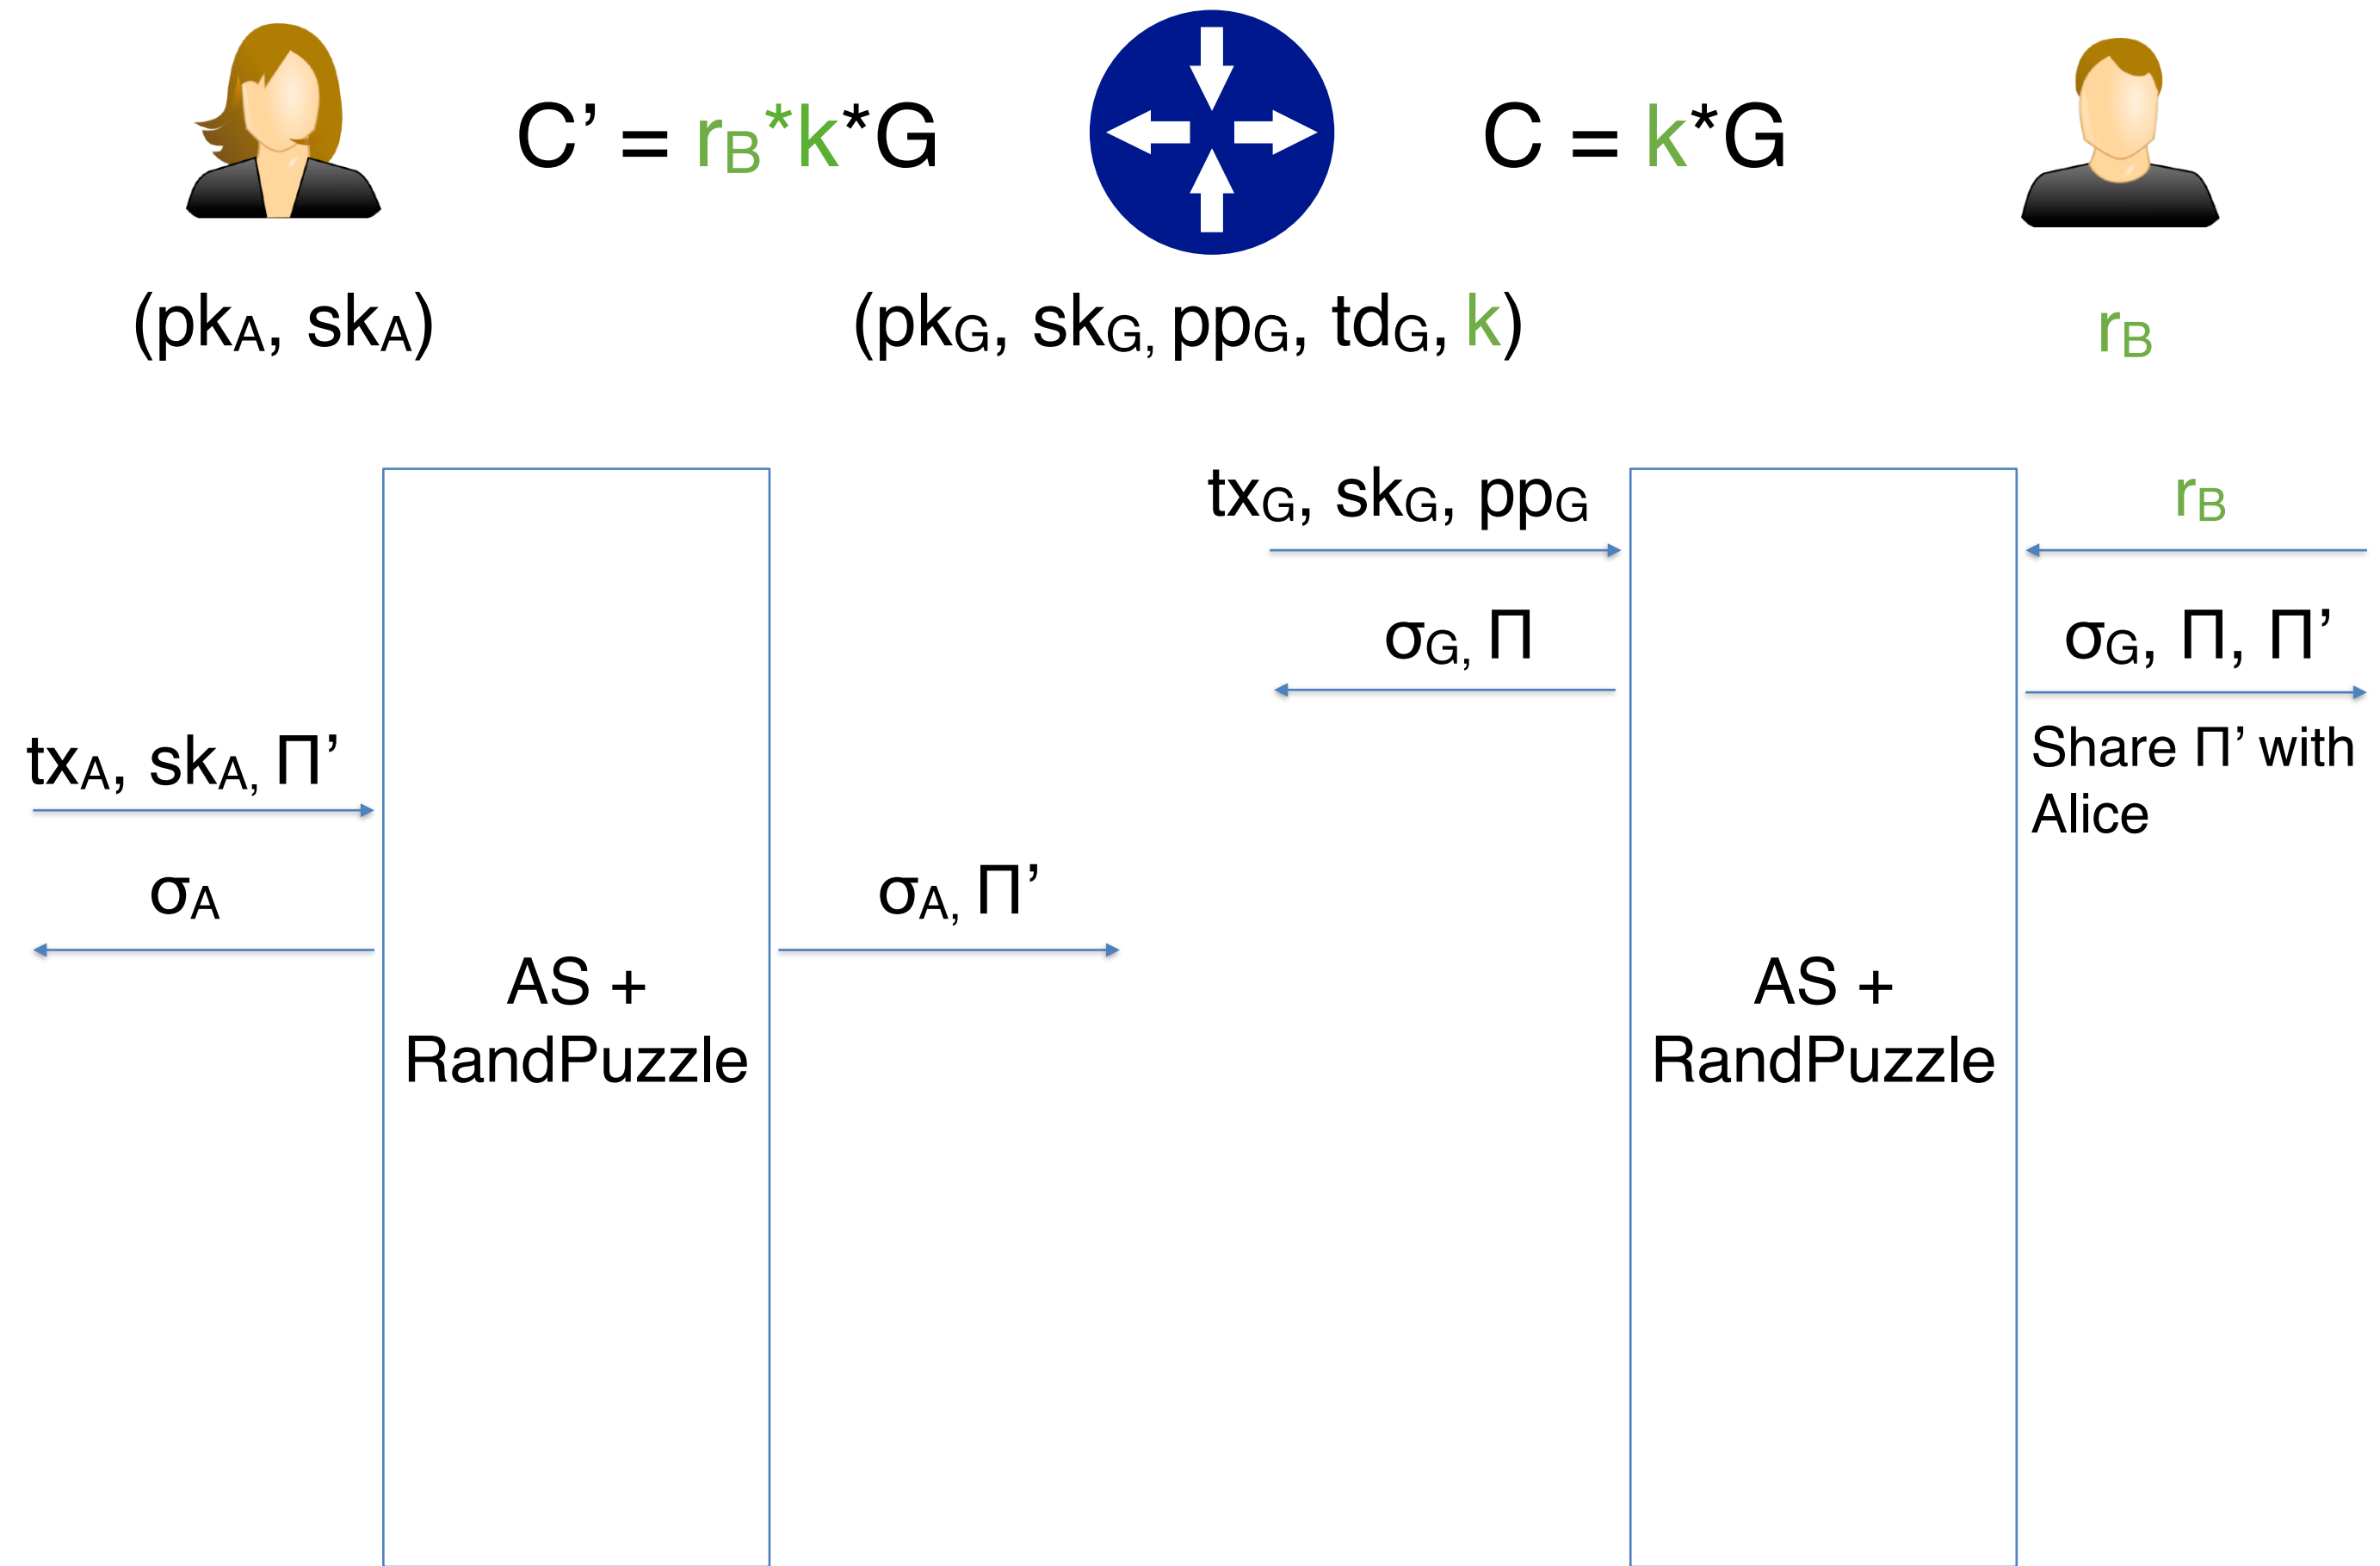 C’ = rB*k*G
C = k*G
(pkA, skA)
(pkG, skG, ppG, tdG, k)
rB
txG, skG, ppG
rB
σG, Π
σG, Π, Π’
txA, skA, Π’
Share Π’ with
Alice
σA
σA, Π’
AS +
RandPuzzle
AS +
RandPuzzle